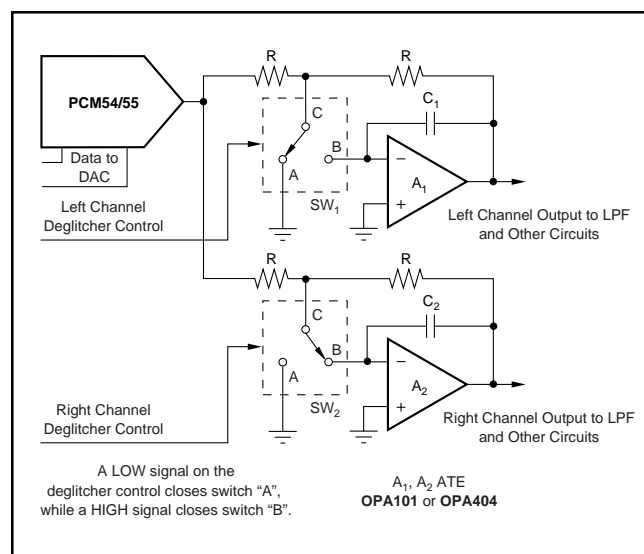 R
R
PCM54/55
C₁
C
Data to
DAC
A
B
−
A₁
+
Left Channel
Deglitcher Control
SW₁
Left Channel Output to LPF
and Other Circuits
R
R
C₂
C
A
B
−
A₂
+
Right Channel
Deglitcher Control
SW₂
Right Channel Output to LPF
and Other Circuits
A LOW signal on the
deglitcher control closes switch “A”,
while a HIGH signal closes switch “B”.
A₁, A₂ ATE
OPA101 or OPA404